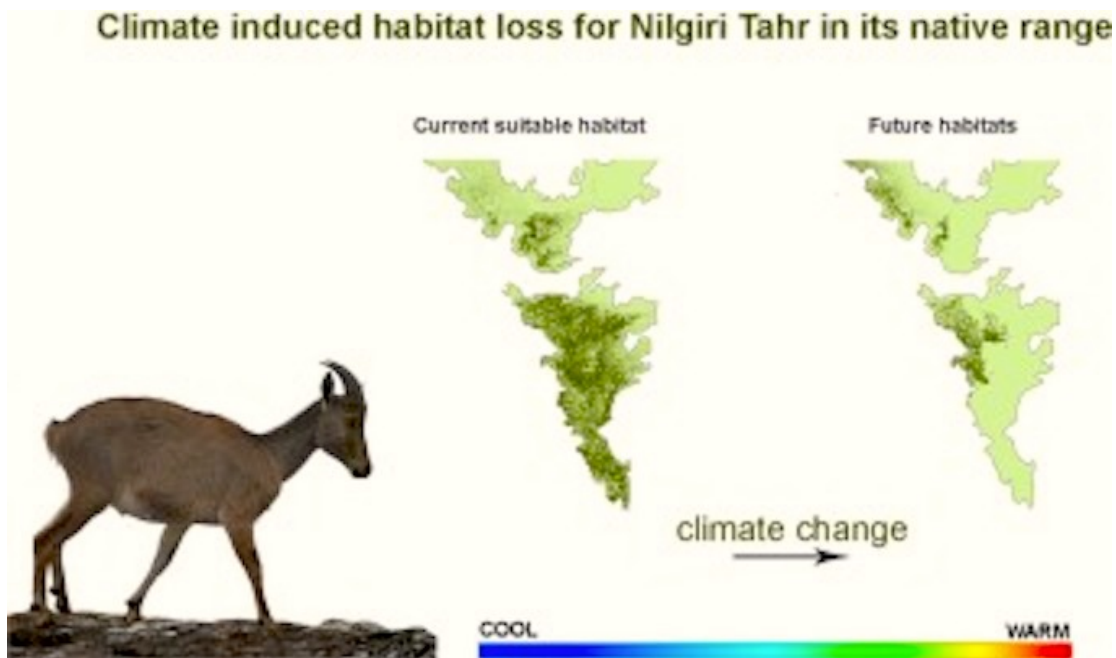 Climate induced habitat loss for Nilgiri Tahr in its native range
Current suitable habitat
Future habitats
climate change
COOL
WARM